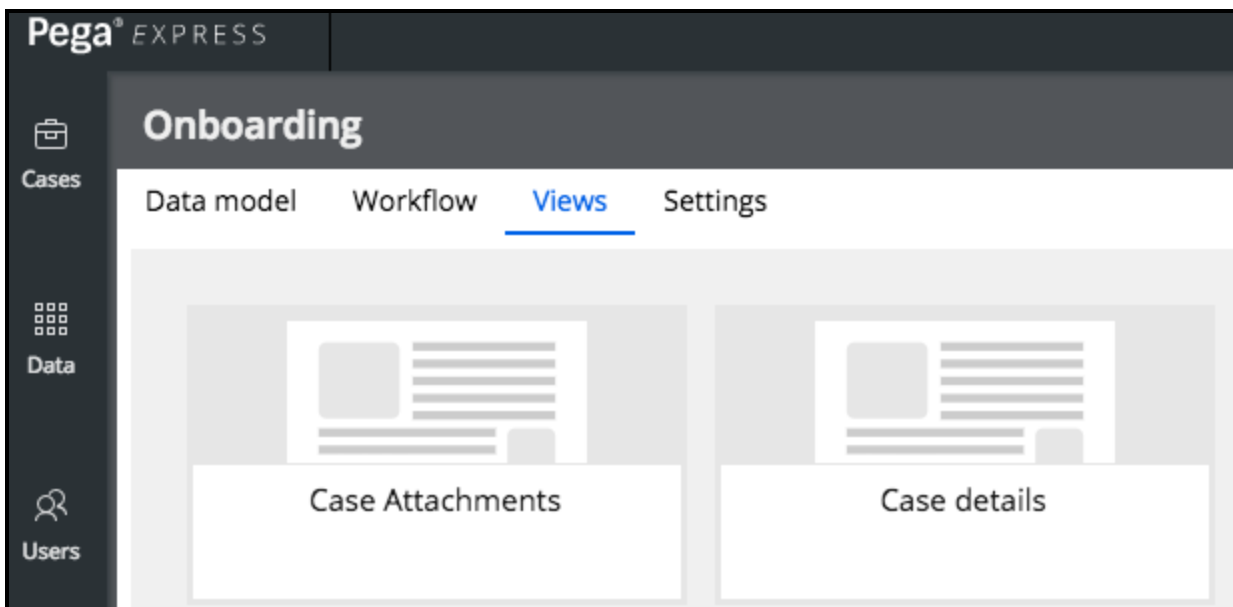 Pega® EXPRESS
Onboarding
Cases
Data model Workflow Views Settings
Data
Case Attachments Case details
Users